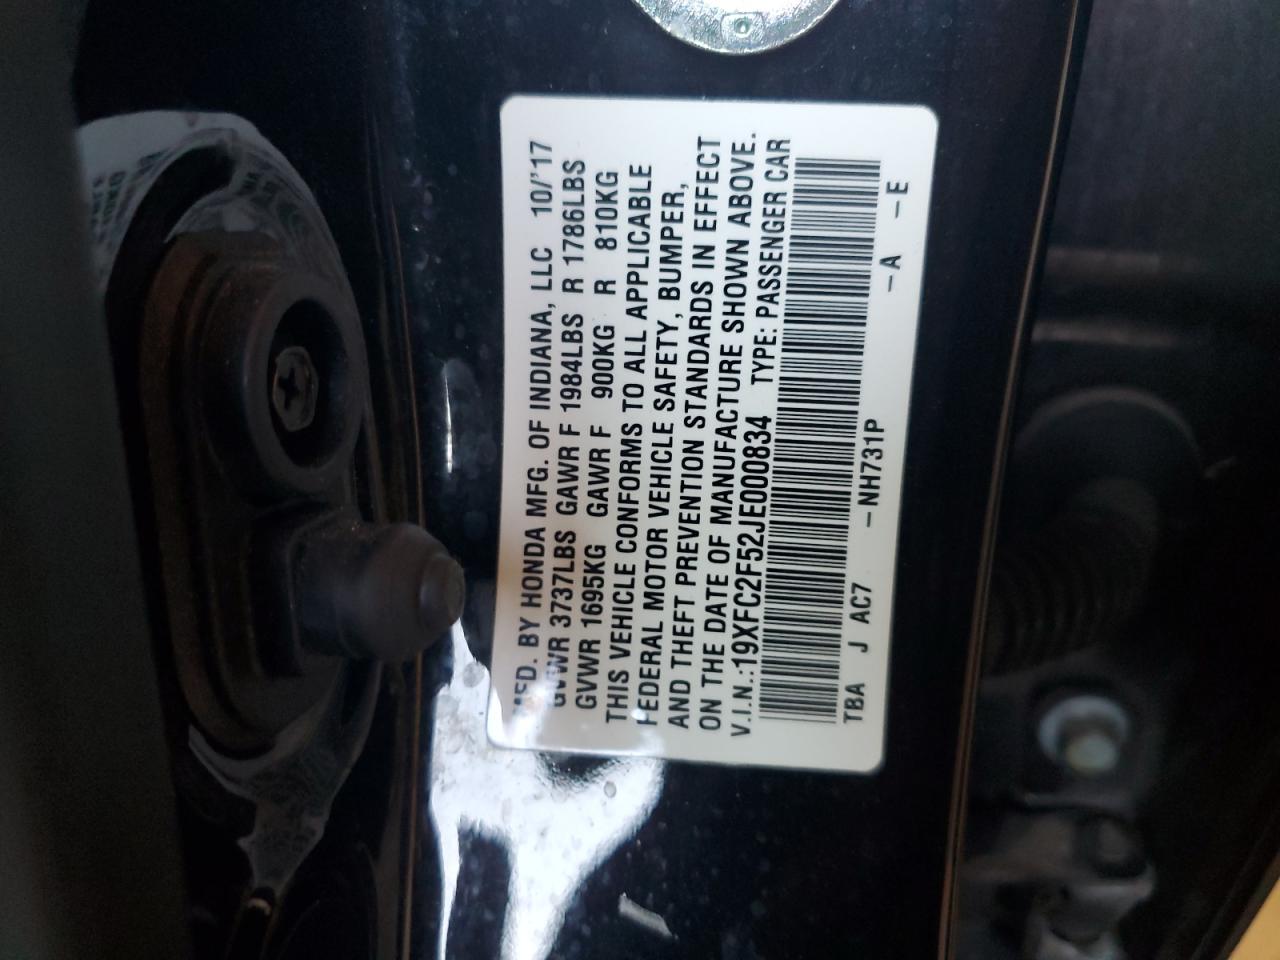 MFD. BY HONDA MFG. OF INDIANA, LLC 10/'17
GVWR 3737LBS GAWR F 1984LBS R 1786LBS
GVWR 1695KG GAWR F 900KG R 810KG
THIS VEHICLE CONFORMS TO ALL APPLICABLE
FEDERAL MOTOR VEHICLE SAFETY, BUMPER,
AND THEFT PREVENTION STANDARDS IN EFFECT
ON THE DATE OF MANUFACTURE SHOWN ABOVE.
V.I.N.:19XFC2F52JE000834 TYPE: PASSENGER CAR
TBA J AC7 -NH731P -A -E